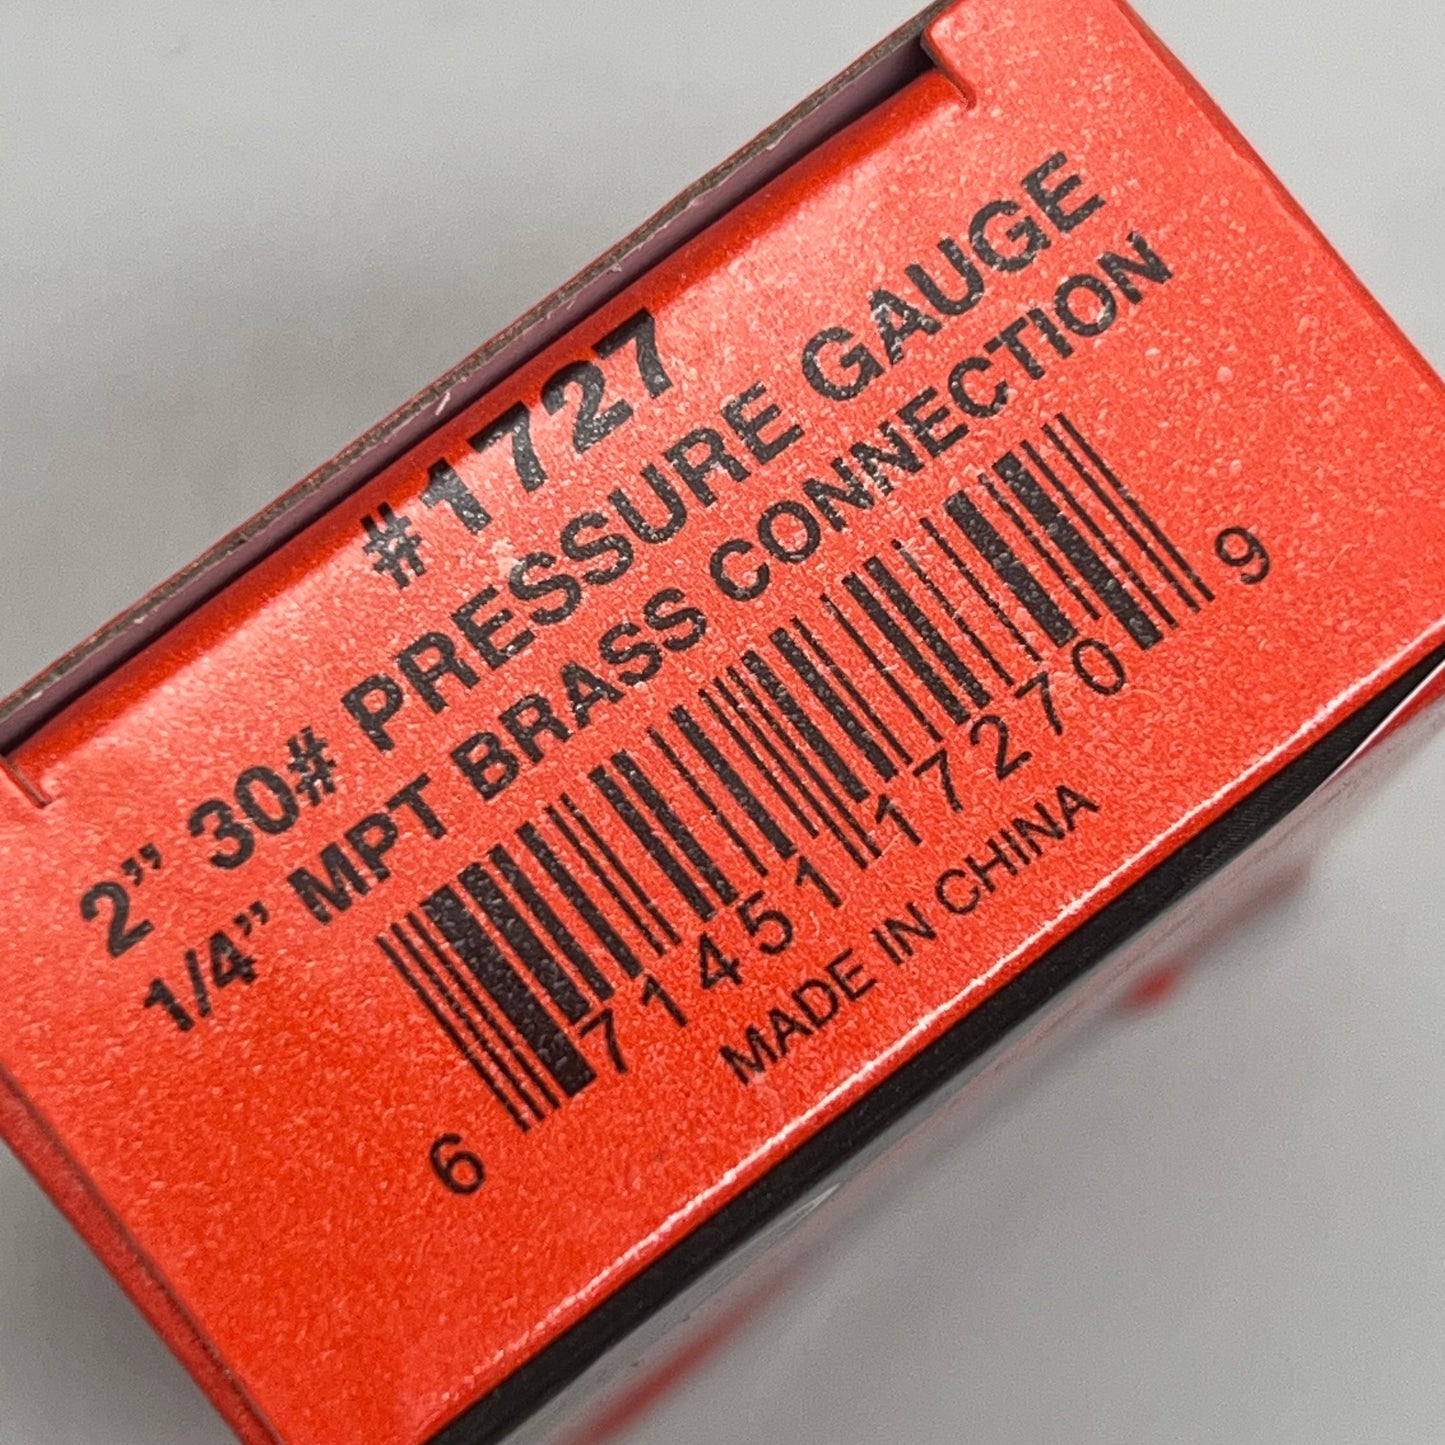 #1727
2” 30# PRESSURE GAUGE
1/4” MPT BRASS CONNECTION
6 71451 17270 9
MADE IN CHINA